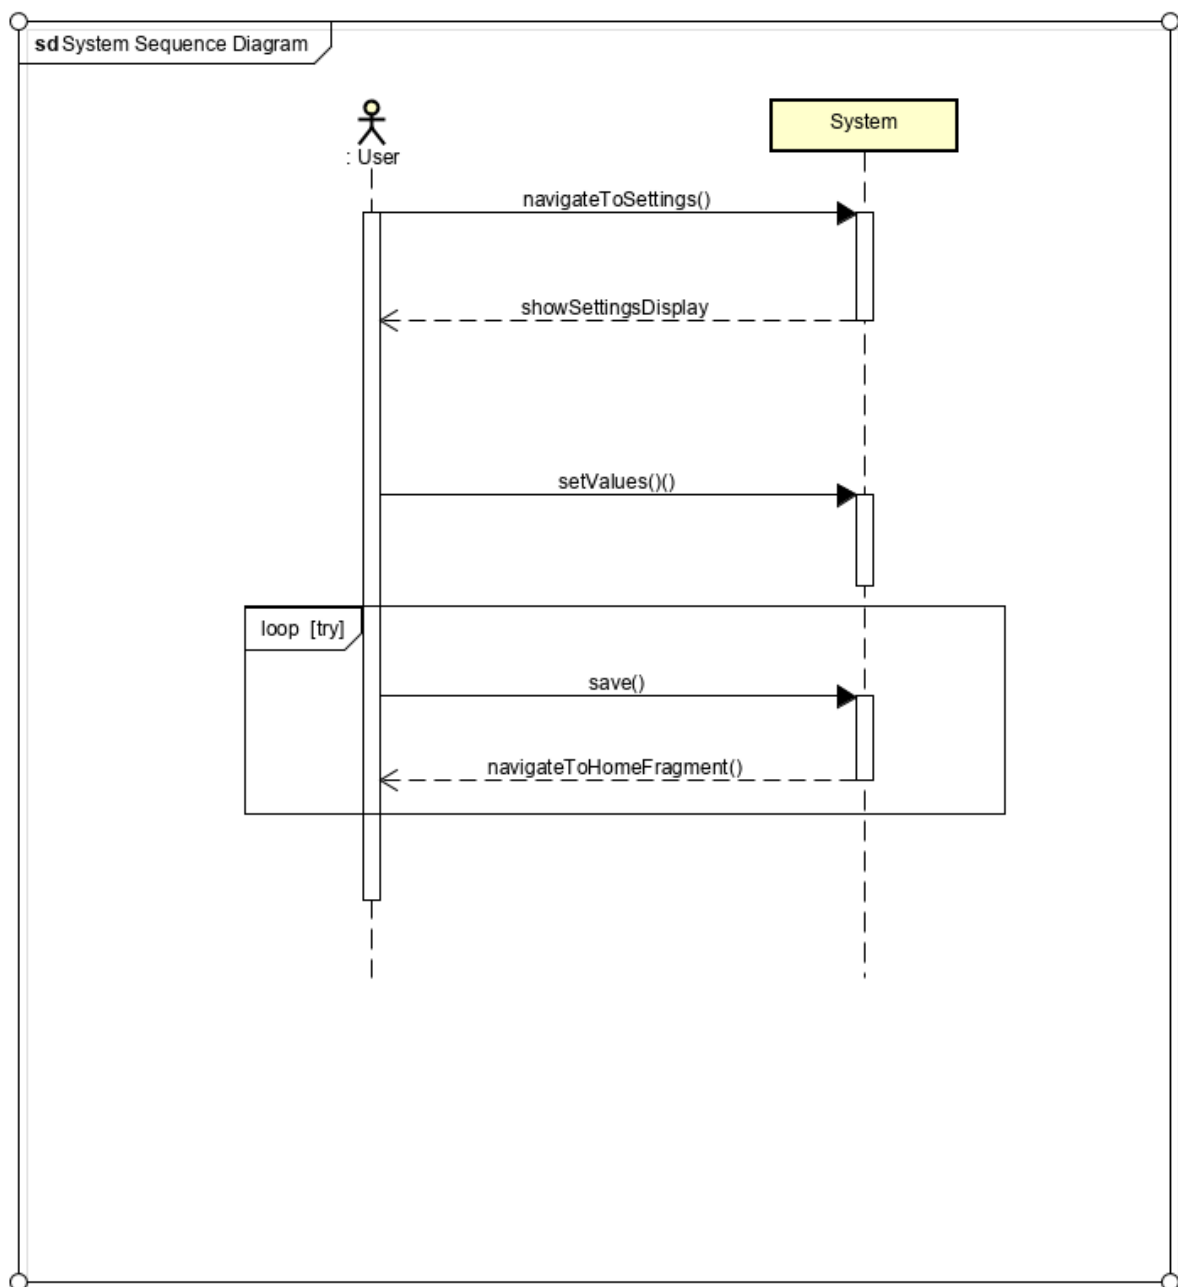 sd System Sequence Diagram
System
: User
navigateToSettings()
showSettingsDisplay
setValues()()
loop [try]
save()
navigateToHomeFragment()